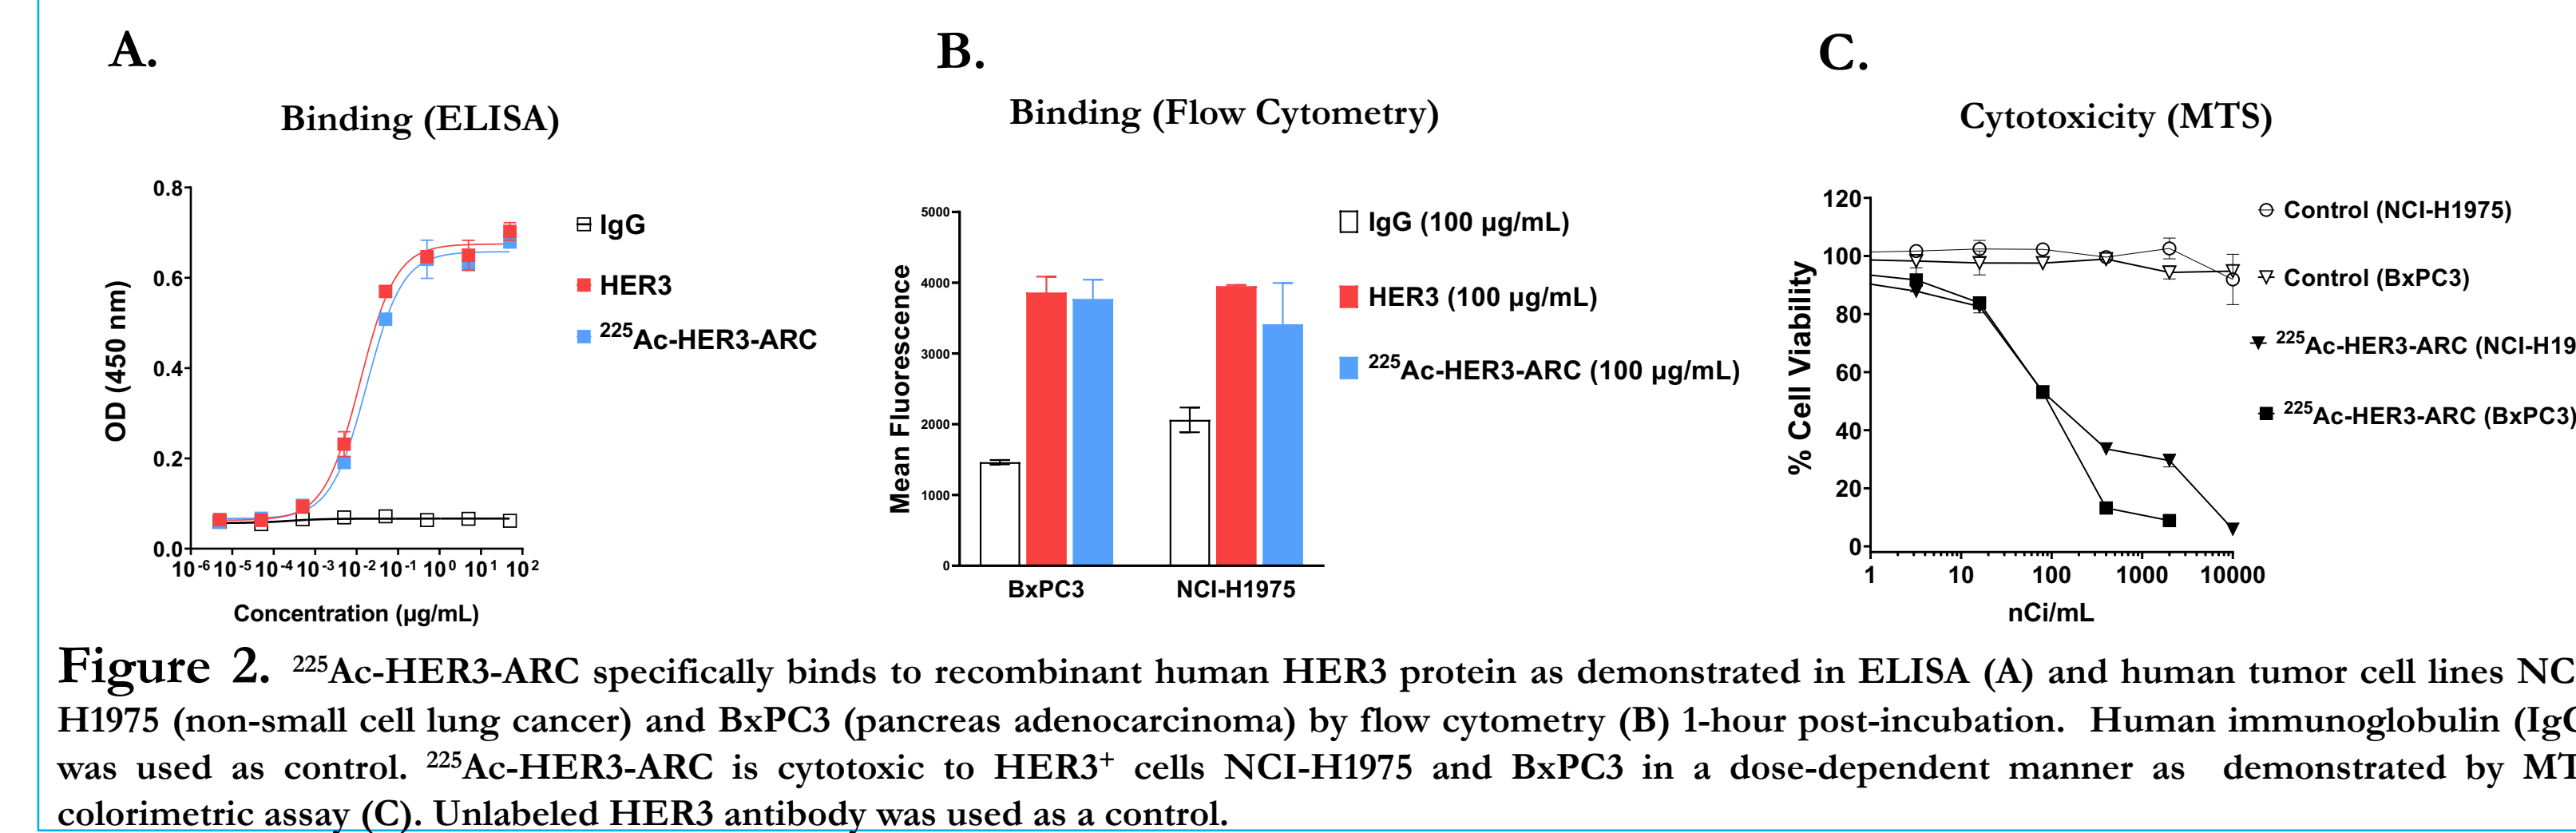 A.
Binding (ELISA)
OD (450 nm)
0.8
0.6
0.4
0.2
0.0
10⁻⁶ 10⁻⁵ 10⁻⁴ 10⁻³ 10⁻² 10⁻¹ 10⁰ 10¹ 10²
Concentration (µg/mL)
IgG
HER3
²²⁵Ac-HER3-ARC
B.
Binding (Flow Cytometry)
Mean Fluorescence
5000
4000
3000
2000
1000
0
BxPC3 NCI-H1975
IgG (100 µg/mL)
HER3 (100 µg/mL)
²²⁵Ac-HER3-ARC (100 µg/mL)
C.
Cytotoxicity (MTS)
% Cell Viability
120
100
80
60
40
20
0
1 10 100 1000 10000
nCi/mL
Control (NCI-H1975)
Control (BxPC3)
²²⁵Ac-HER3-ARC (NCI-H19
²²⁵Ac-HER3-ARC (BxPC3)
Figure 2. ²²⁵Ac-HER3-ARC specifically binds to recombinant human HER3 protein as demonstrated in ELISA (A) and human tumor cell lines NC
H1975 (non-small cell lung cancer) and BxPC3 (pancreas adenocarcinoma) by flow cytometry (B) 1-hour post-incubation. Human immunoglobulin (IgG
was used as control. ²²⁵Ac-HER3-ARC is cytotoxic to HER3⁺ cells NCI-H1975 and BxPC3 in a dose-dependent manner as demonstrated by MT
colorimetric assay (C). Unlabeled HER3 antibody was used as a control.